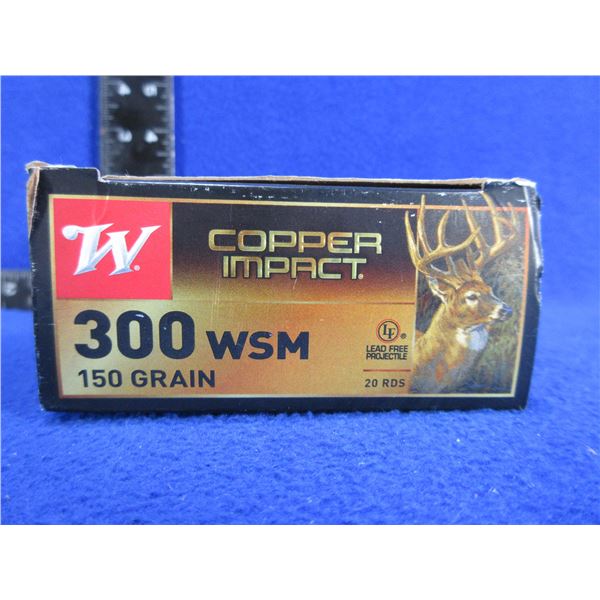 W®
COPPER
IMPACT®
300 WSM
150 GRAIN
LF
LEAD FREE
PROJECTILE
20 RDS